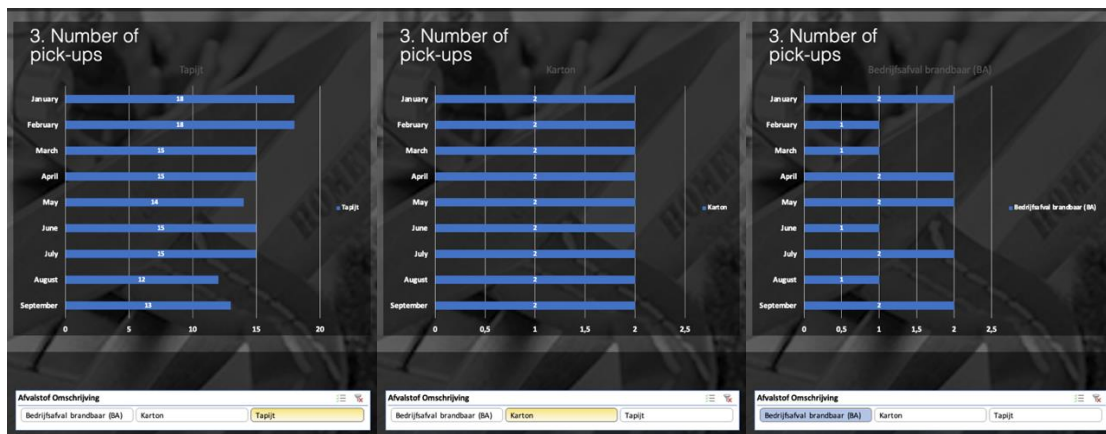 3. Number of
pick-ups
Tapijt
January 18
February 18
March 15
April 15
May 14
June 15
July 15
August 12
September 13
0 5 10 15 20
Tapijt
Afvalstof Omschrijving
Bedrijfsafval brandbaar (BA) Karton Tapijt
3. Number of
pick-ups
Karton
January 2
February 2
March 2
April 2
May 2
June 2
July 2
August 2
September 2
0 0,5 1 1,5 2 2,5
Karton
Afvalstof Omschrijving
Bedrijfsafval brandbaar (BA) Karton Tapijt
3. Number of
pick-ups
Bedrijfsafval brandbaar (BA)
January 2
February 1
March 1
April 2
May 2
June 1
July 2
August 1
September 2
0 0,5 1 1,5 2 2,5
Bedrijfsafval brandbaar (BA)
Afvalstof Omschrijving
Bedrijfsafval brandbaar (BA) Karton Tapijt